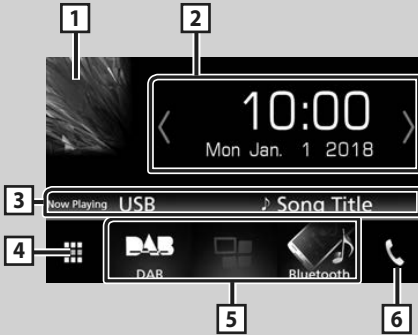 1
2
10:00
Mon Jan. 1 2018
3
Now Playing USB ♪ Song Title
4
DAB
DAB
Bluetooth
5
6